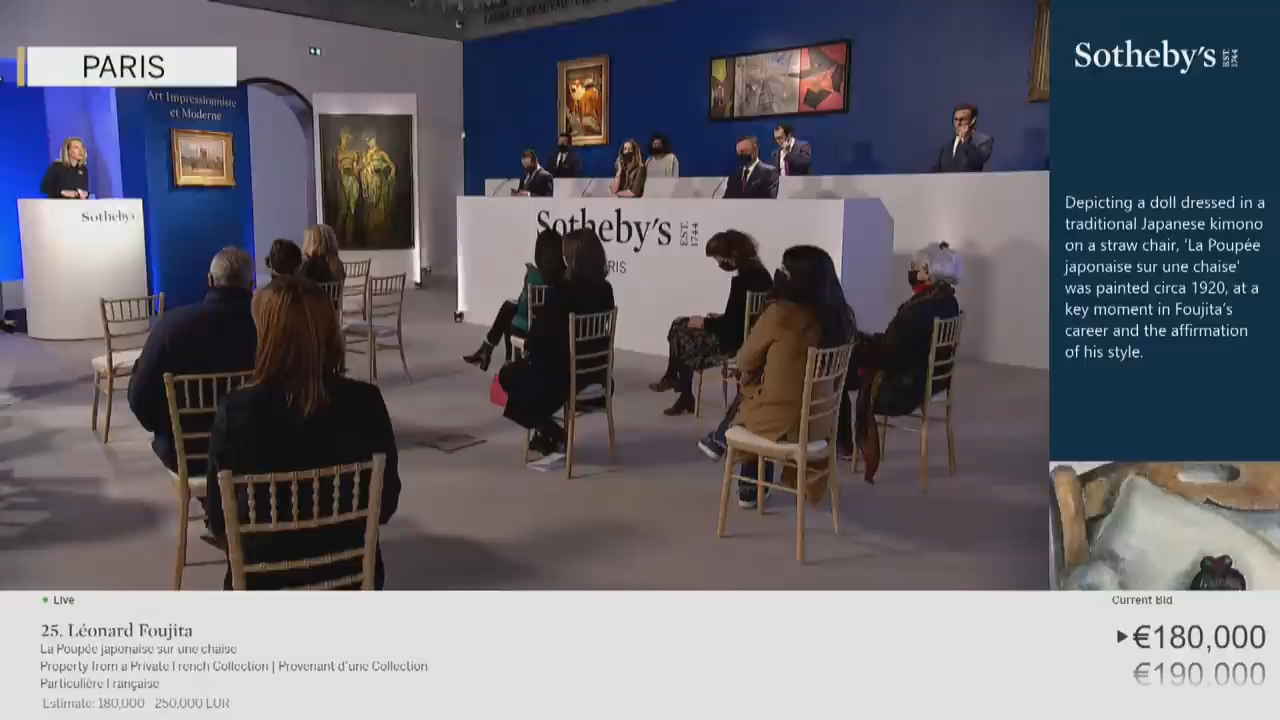 PARIS
Art Impressionniste
et Moderne
Sotheby's
Sotheby's EST. 1744
RIS
Sotheby's EST. 1744
Depicting a doll dressed in a
traditional Japanese kimono
on a straw chair, 'La Poupée
japonaise sur une chaise'
was painted circa 1920, at a
key moment in Foujita's
career and the affirmation
of his style.
Live
25. Léonard Foujita
La Poupée japonaise sur une chaise
Property from a Private French Collection | Provenant d'une Collection
Particulière Française
Estimate: 180,000 - 250,000 EUR
Current Bid
€180,000
€190,000